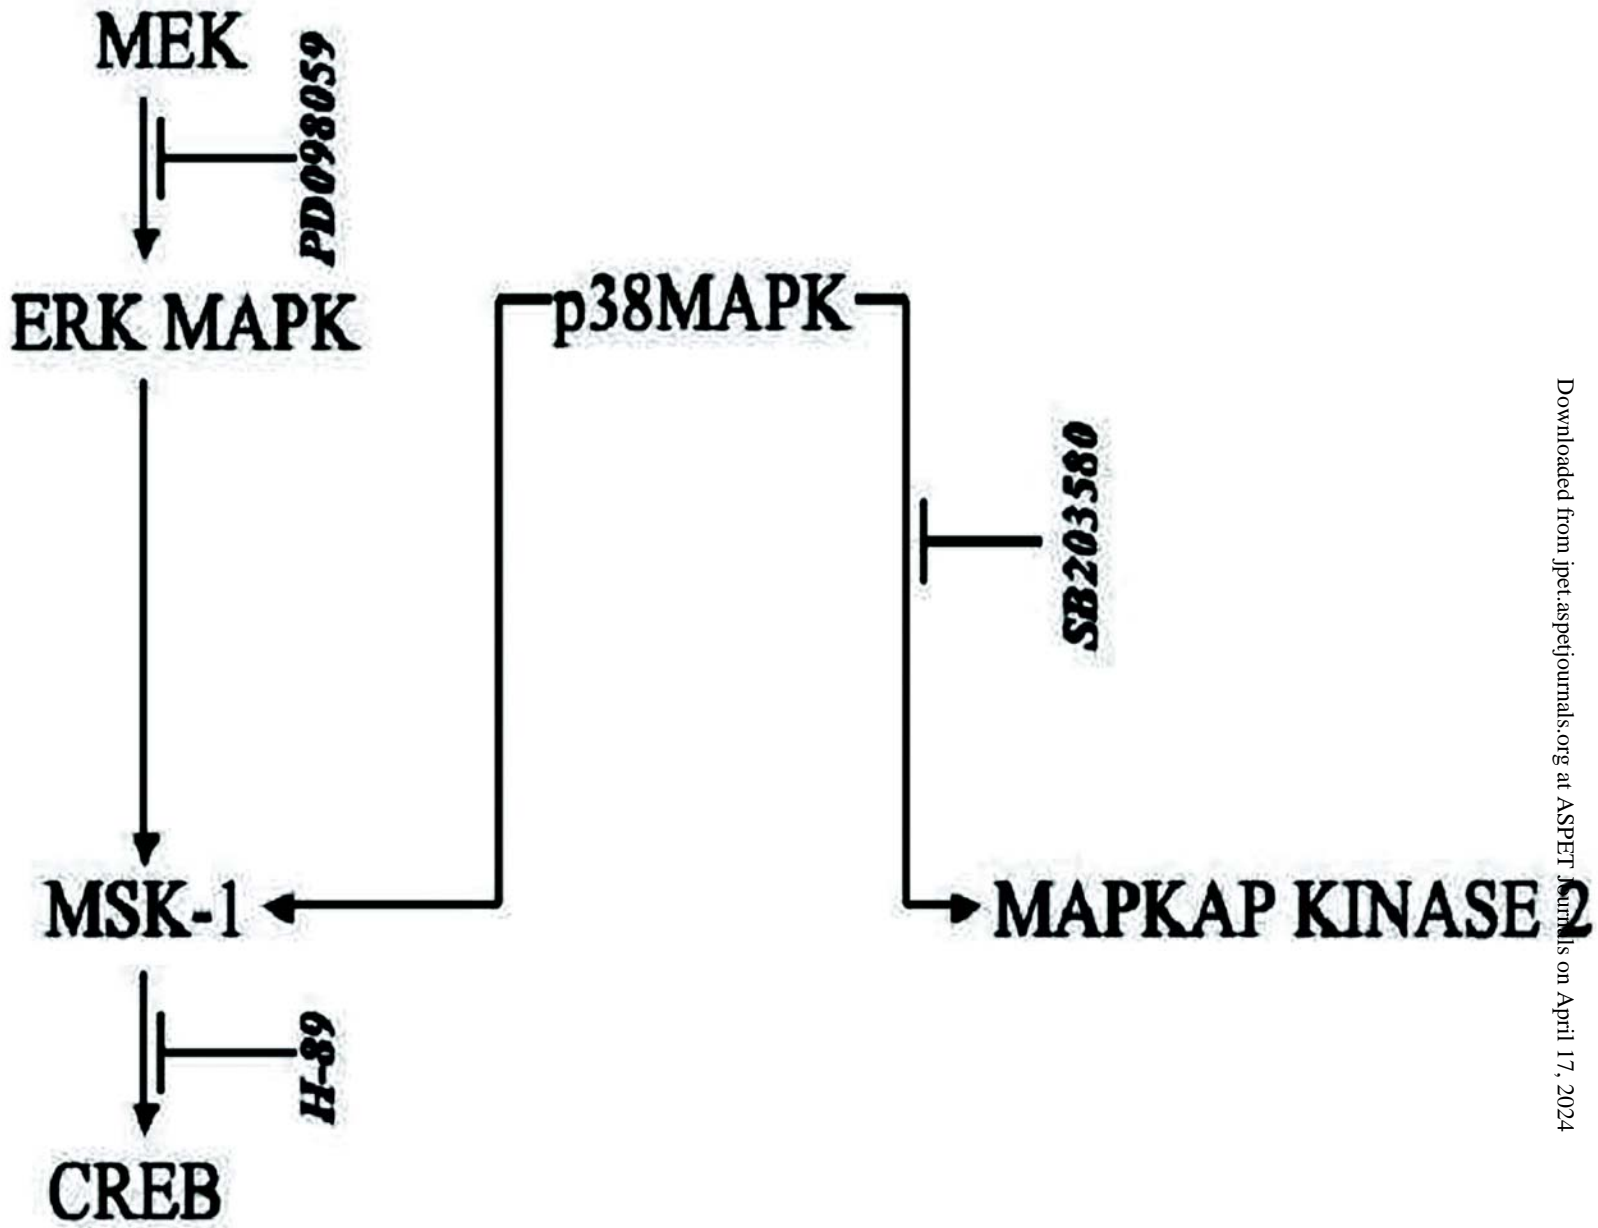 MEK
PD098059
ERK MAPK
p38MAPK
SB203580
MSK-1
MAPKAP KINASE 2
H-89
CREB
Downloaded from jpet.aspetjournals.org at ASPET Journals on April 17, 2024